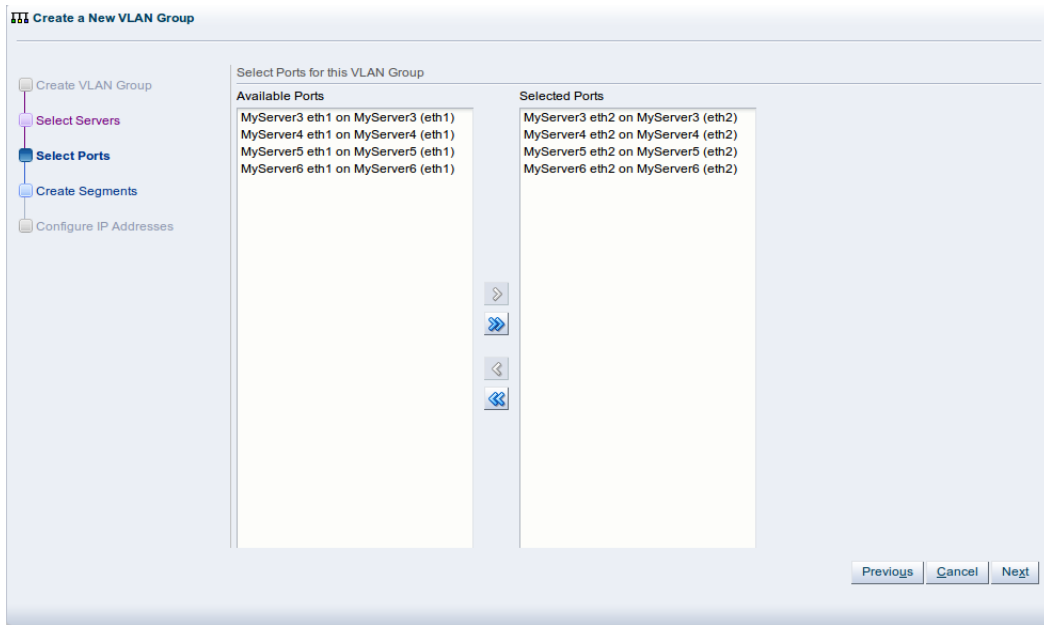 Create a New VLAN Group
Create VLAN Group
Select Servers
Select Ports
Create Segments
Configure IP Addresses
Select Ports for this VLAN Group
Available Ports
MyServer3 eth1 on MyServer3 (eth1)
MyServer4 eth1 on MyServer4 (eth1)
MyServer5 eth1 on MyServer5 (eth1)
MyServer6 eth1 on MyServer6 (eth1)
Selected Ports
MyServer3 eth2 on MyServer3 (eth2)
MyServer4 eth2 on MyServer4 (eth2)
MyServer5 eth2 on MyServer5 (eth2)
MyServer6 eth2 on MyServer6 (eth2)
Previous Cancel Next